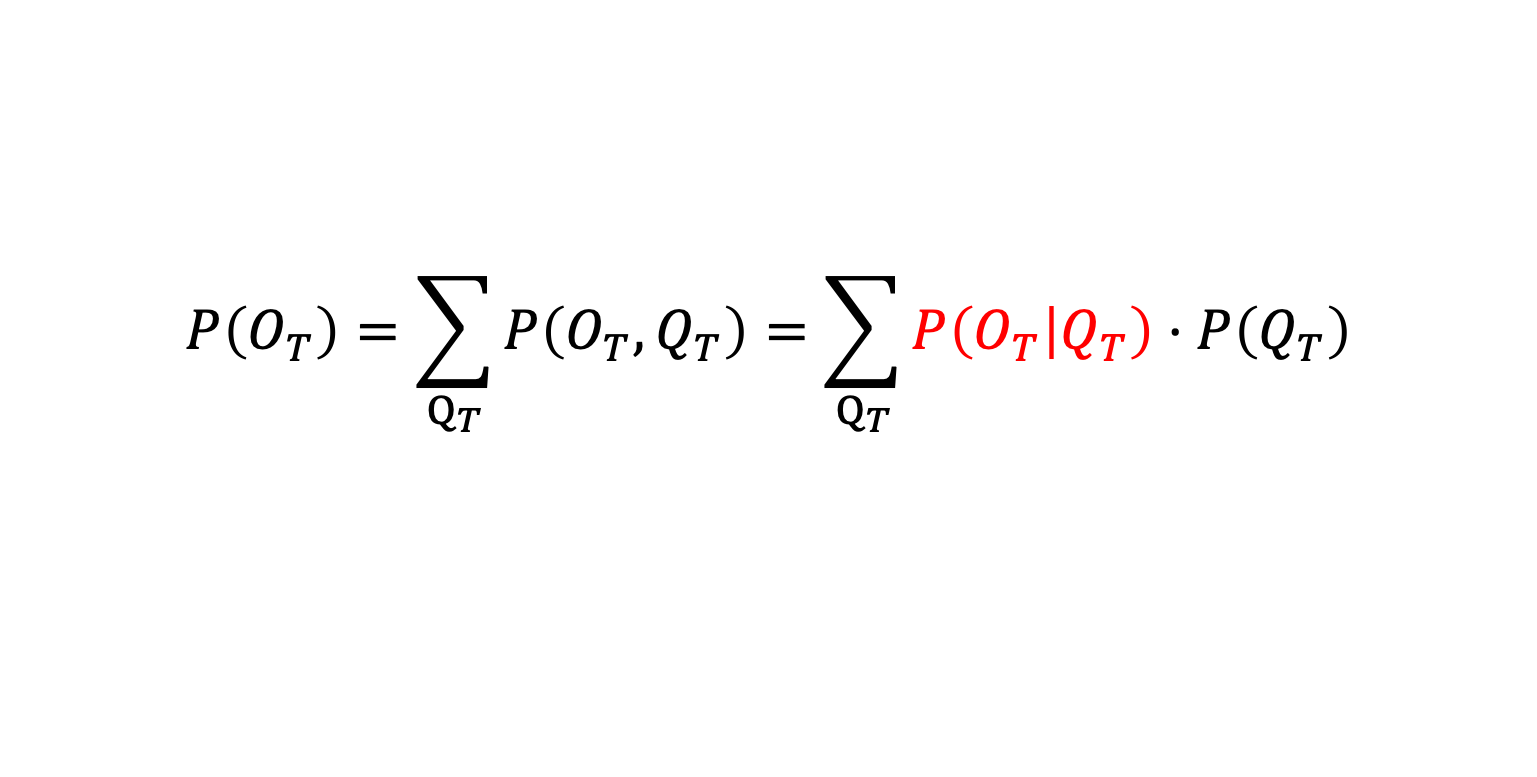 P(O_T) = ∑_{Q_T} P(O_T, Q_T) = ∑_{Q_T} P(O_T|Q_T) · P(Q_T)